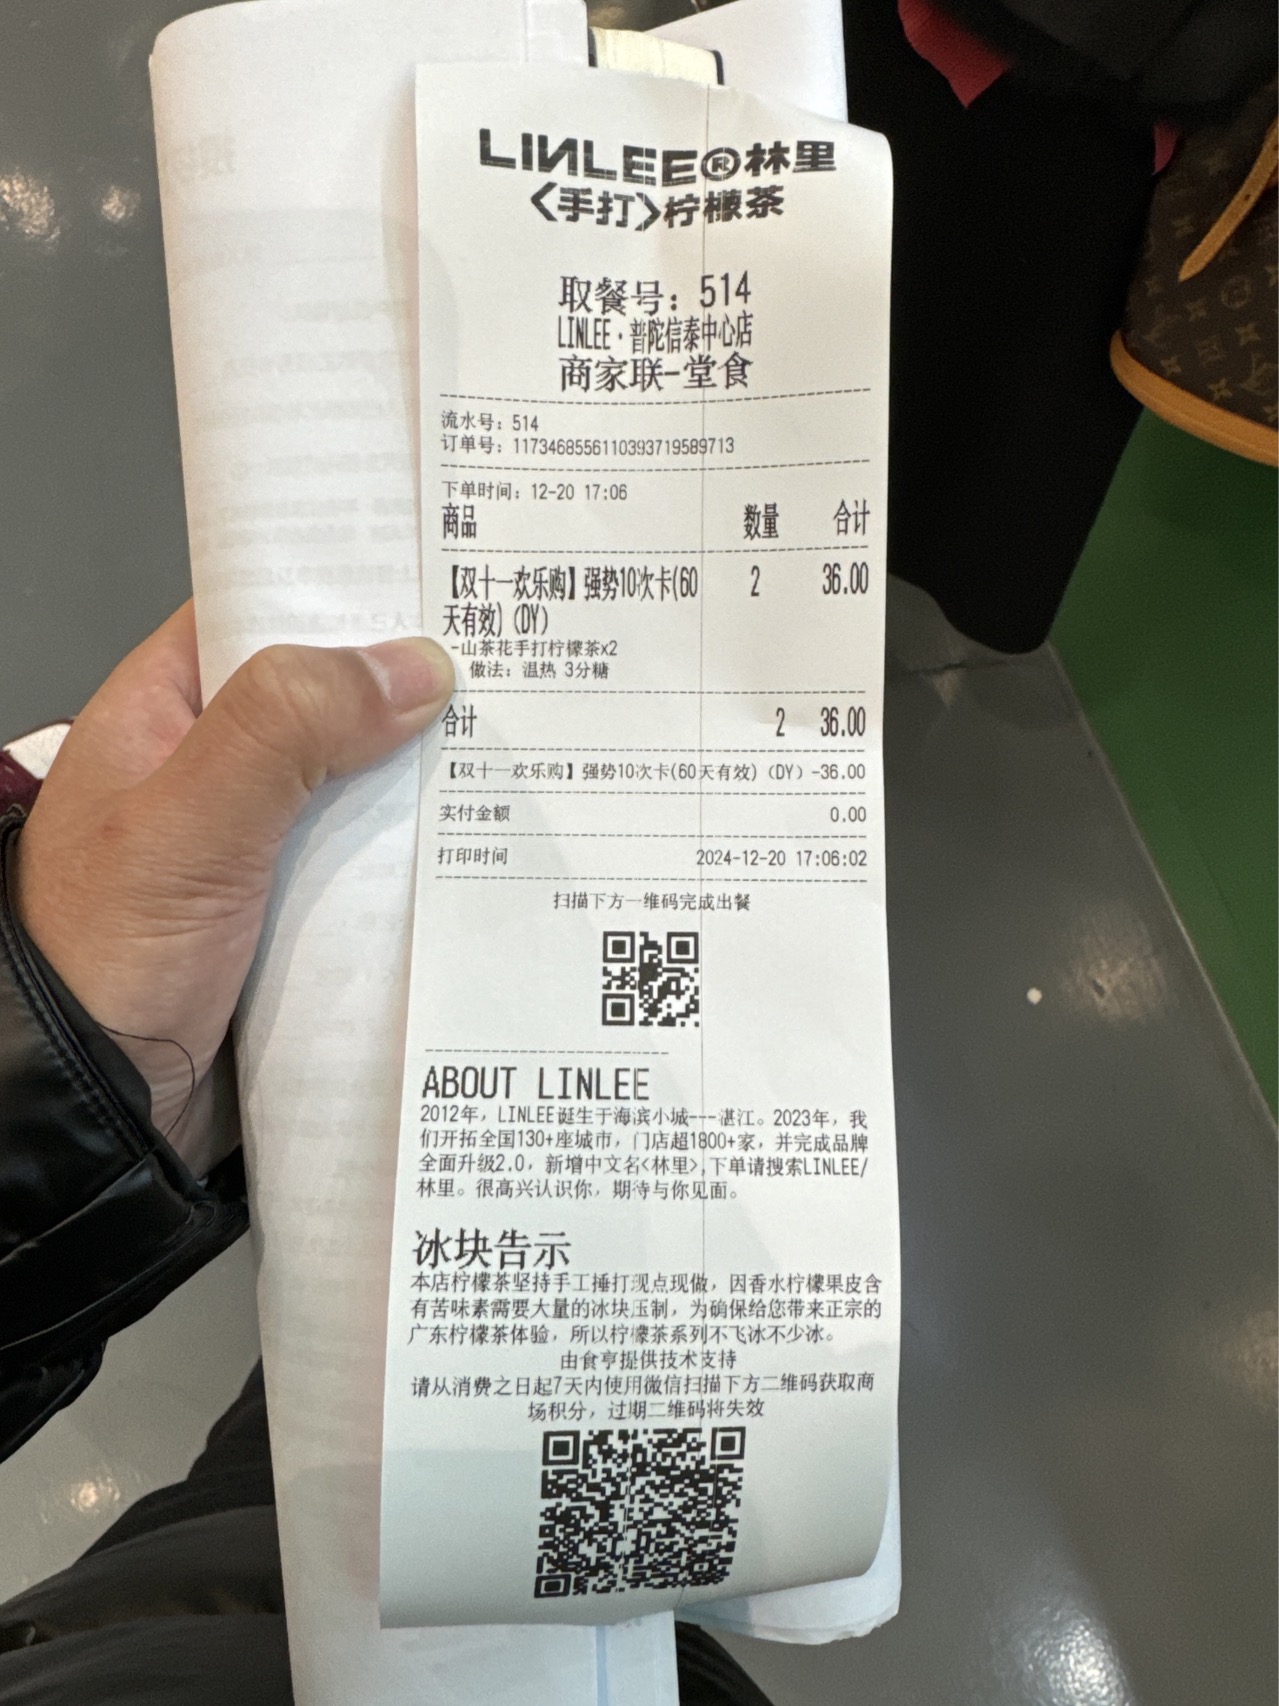 LINLEE®林里
<手打>柠檬茶
取餐号：514
LINLEE·普陀信泰中心店
商家联-堂食
流水号：514
订单号：1173468556110393719589713
下单时间：12-20 17:06
商品 数量 合计
【双十一欢乐购】强势10次卡(60 2 36.00
天有效)（DY）
-山茶花手打柠檬茶x2
做法：温热 3分糖
合计 2 36.00
【双十一欢乐购】强势10次卡(60天有效)（DY）-36.00
实付金额 0.00
打印时间 2024-12-20 17:06:02
扫描下方一维码完成出餐
ABOUT LINLEE
2012年，LINLEE诞生于海滨小城---湛江。2023年，我
们开拓全国130+座城市，门店超1800+家，并完成品牌
全面升级2.0，新增中文名<林里>,下单请搜索LINLEE/
林里。很高兴认识你，期待与你见面。
冰块告示
本店柠檬茶坚持手工捶打现点现做，因香水柠檬果皮含
有苦味素需要大量的冰块压制，为确保给您带来正宗的
广东柠檬茶体验，所以柠檬茶系列不飞冰不少冰。
由食亨提供技术支持
请从消费之日起7天内使用微信扫描下方二维码获取商
场积分，过期二维码将失效